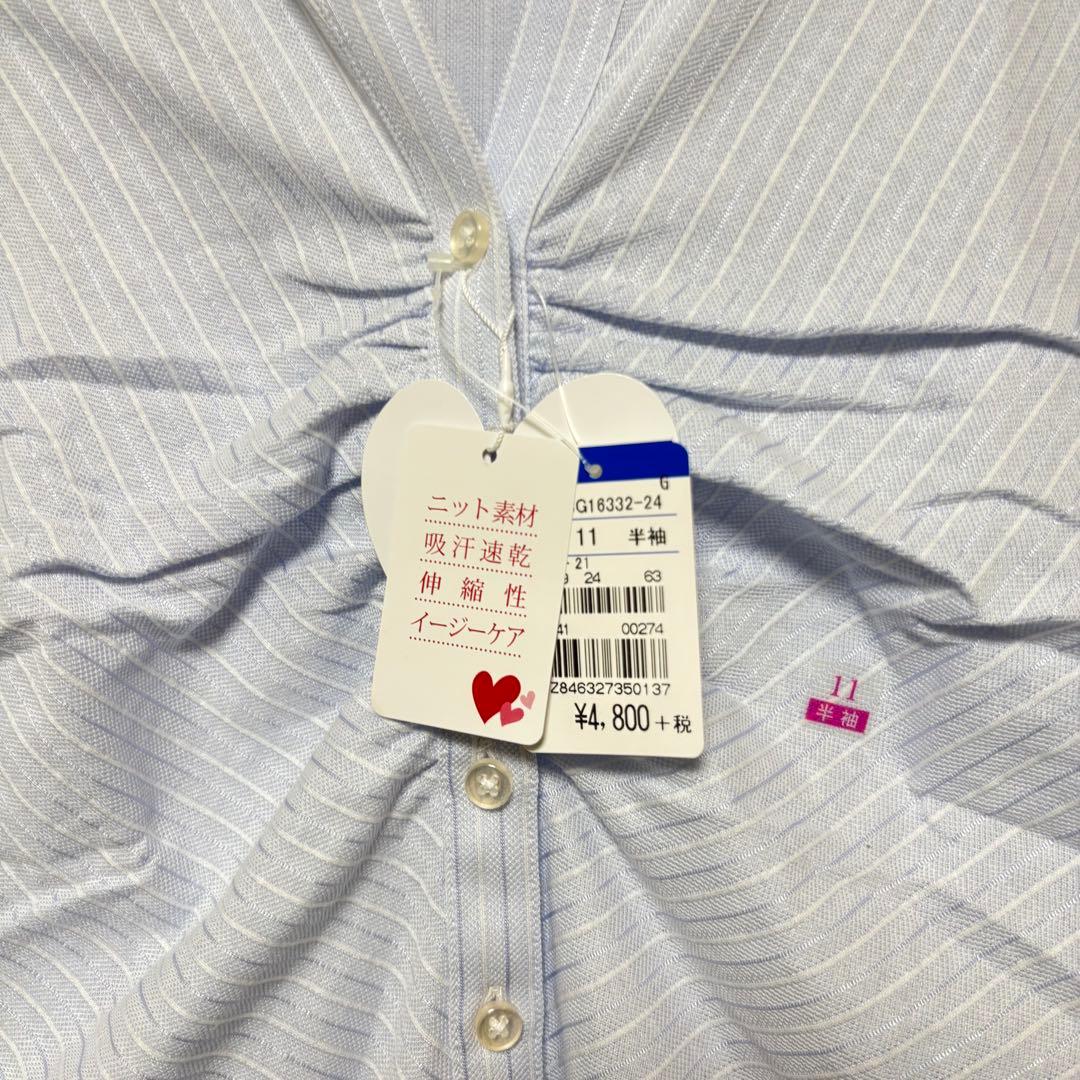 ニット素材
吸汗速乾
伸縮性
イージーケア
G
G16332-24
11 半袖
21
24 63
41 00274
Z846327350137
¥4,800+税
11
半袖